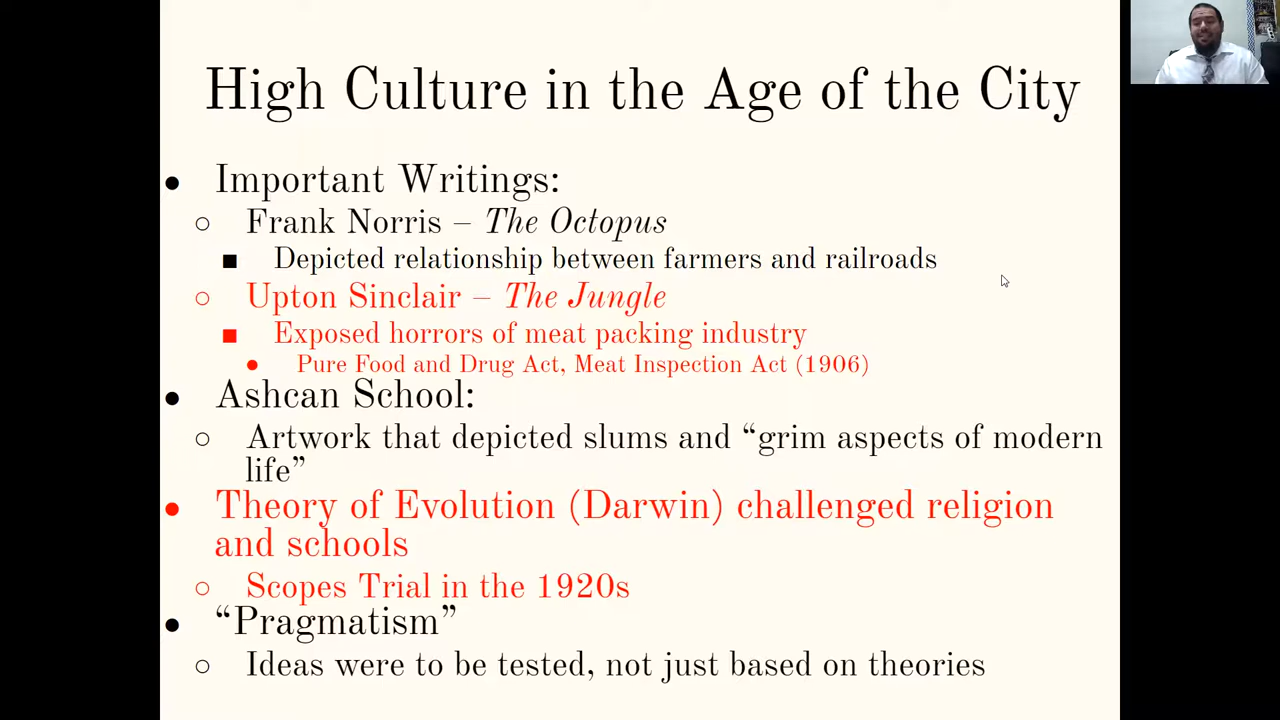 High Culture in the Age of the City
● Important Writings:
○ Frank Norris – The Octopus
■ Depicted relationship between farmers and railroads
○ Upton Sinclair – The Jungle
■ Exposed horrors of meat packing industry
● Pure Food and Drug Act, Meat Inspection Act (1906)
● Ashcan School:
○ Artwork that depicted slums and “grim aspects of modern
life”
● Theory of Evolution (Darwin) challenged religion
and schools
○ Scopes Trial in the 1920s
● “Pragmatism”
○ Ideas were to be tested, not just based on theories